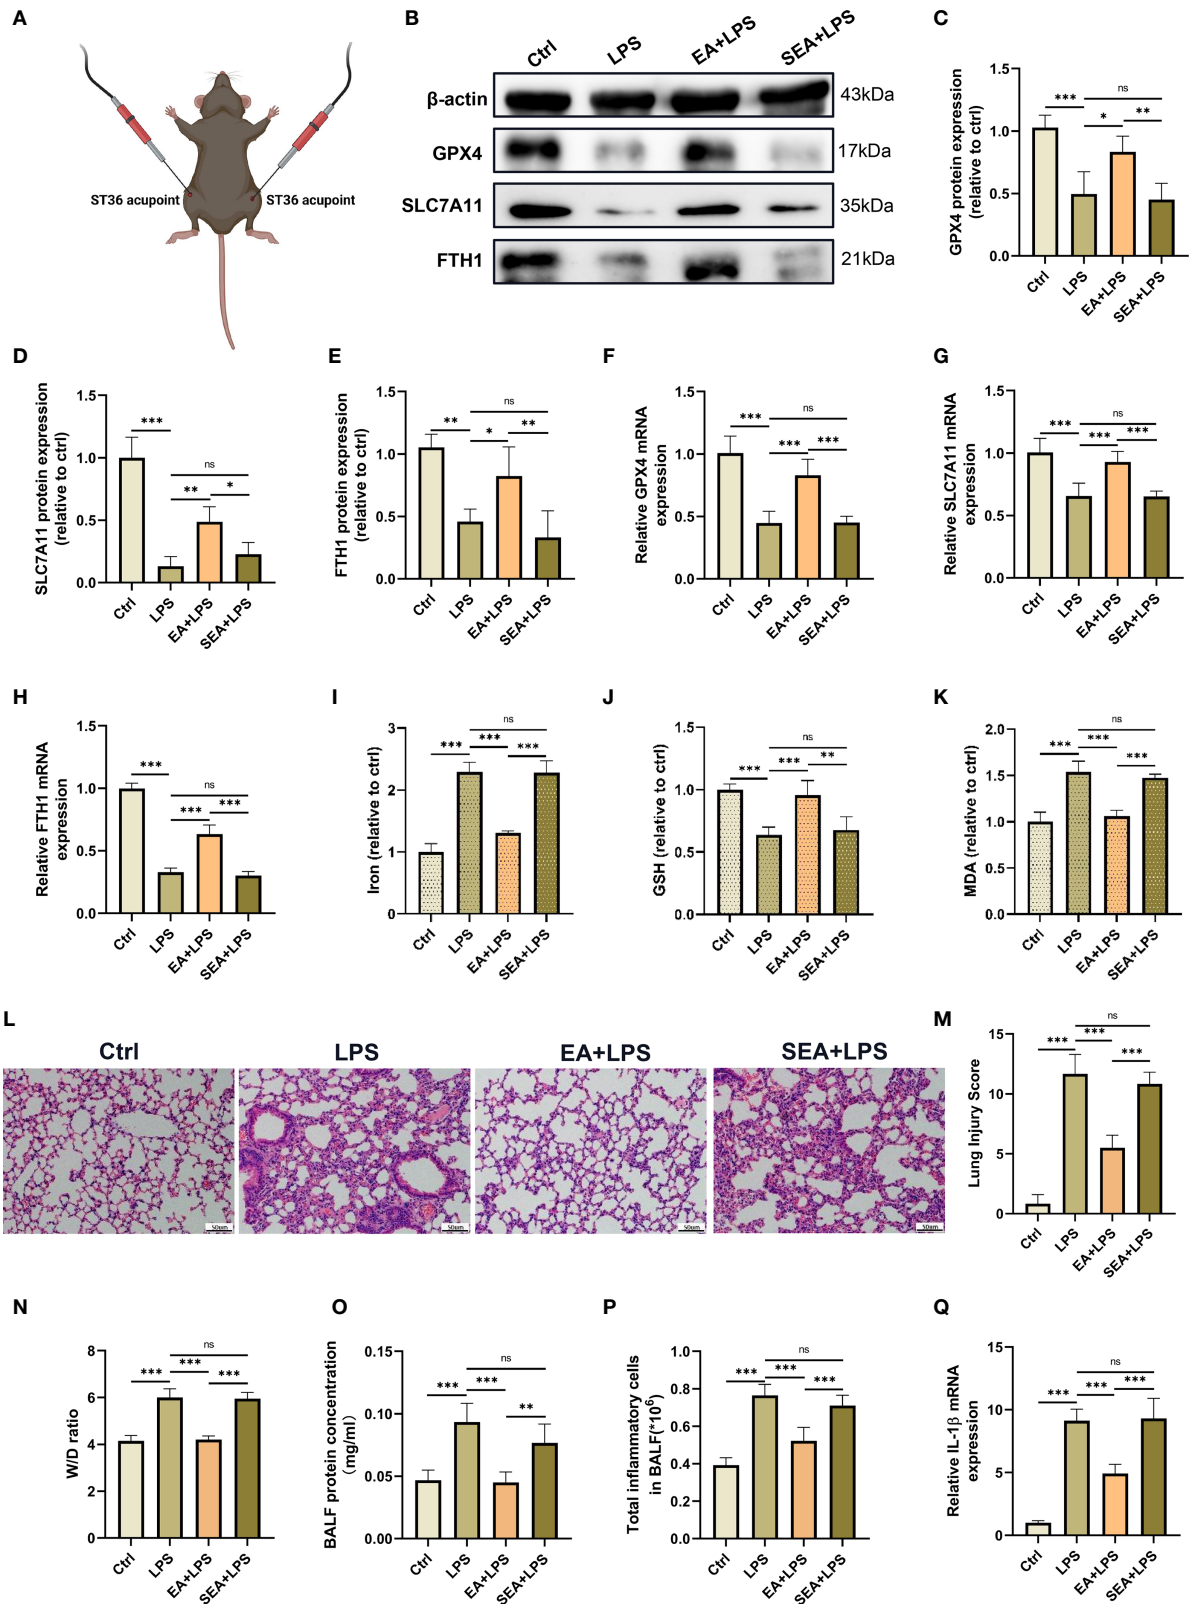 A
ST36 acupoint
ST36 acupoint
B
Ctrl
LPS
EA+LPS
SEA+LPS
β-actin
43kDa
GPX4
17kDa
SLC7A11
35kDa
FTH1
21kDa
C
GPX4 protein expression
(relative to ctrl)
1.5
1.0
0.5
0.0
***
ns
*
**
Ctrl
LPS
EA+LPS
SEA+LPS
D
SLC7A11 protein expression
(relative to ctrl)
1.5
1.0
0.5
0.0
***
ns
**
*
Ctrl
LPS
EA+LPS
SEA+LPS
E
FTH1 protein expression
(relative to ctrl)
1.5
1.0
0.5
0.0
**
ns
*
**
Ctrl
LPS
EA+LPS
SEA+LPS
F
Relative GPX4 mRNA
expression
1.5
1.0
0.5
0.0
***
ns
***
***
Ctrl
LPS
EA+LPS
SEA+LPS
G
Relative SLC7A11 mRNA
expression
1.5
1.0
0.5
0.0
***
ns
***
***
Ctrl
LPS
EA+LPS
SEA+LPS
H
Relative FTH1 mRNA
expression
1.5
1.0
0.5
0.0
***
ns
***
***
Ctrl
LPS
EA+LPS
SEA+LPS
I
Iron (relative to ctrl)
3
2
1
0
***
ns
***
***
Ctrl
LPS
EA+LPS
SEA+LPS
J
GSH (relative to ctrl)
1.5
1.0
0.5
0.0
***
ns
***
**
Ctrl
LPS
EA+LPS
SEA+LPS
K
MDA (relative to ctrl)
2.0
1.5
1.0
0.5
0.0
***
ns
***
***
Ctrl
LPS
EA+LPS
SEA+LPS
L
Ctrl
LPS
EA+LPS
SEA+LPS
50um
50um
50um
50um
M
Lung Injury Score
15
10
5
0
***
ns
***
***
Ctrl
LPS
EA+LPS
SEA+LPS
N
W/D ratio
8
6
4
2
0
***
ns
***
***
Ctrl
LPS
EA+LPS
SEA+LPS
O
BALF protein concentration
(mg/ml)
0.15
0.10
0.05
0.00
***
ns
***
**
Ctrl
LPS
EA+LPS
SEA+LPS
P
Total inflammatory cells
in BALF(*10⁶)
1.0
0.8
0.6
0.4
0.2
0.0
***
ns
***
***
Ctrl
LPS
EA+LPS
SEA+LPS
Q
Relative IL-1β mRNA
expression
15
10
5
0
***
ns
***
***
Ctrl
LPS
EA+LPS
SEA+LPS